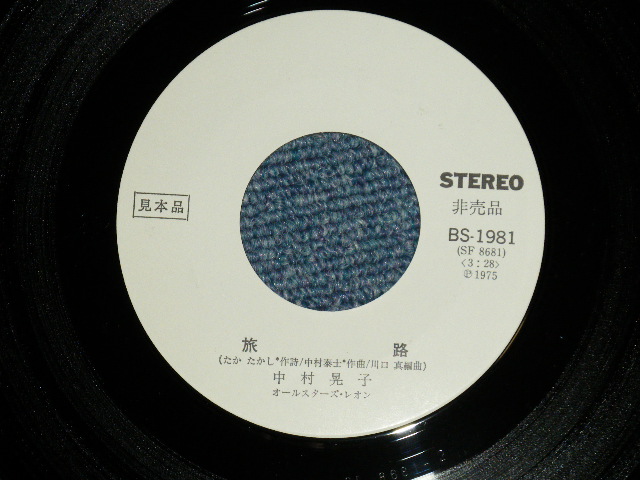 STEREO
見本品
非売品
BS-1981
(SF 8681)
<3:28>
℗1975
旅路
(たか たかし*作詩/中村泰士*作曲/川口 真編曲)
中村晃子
オールスターズ・レオン